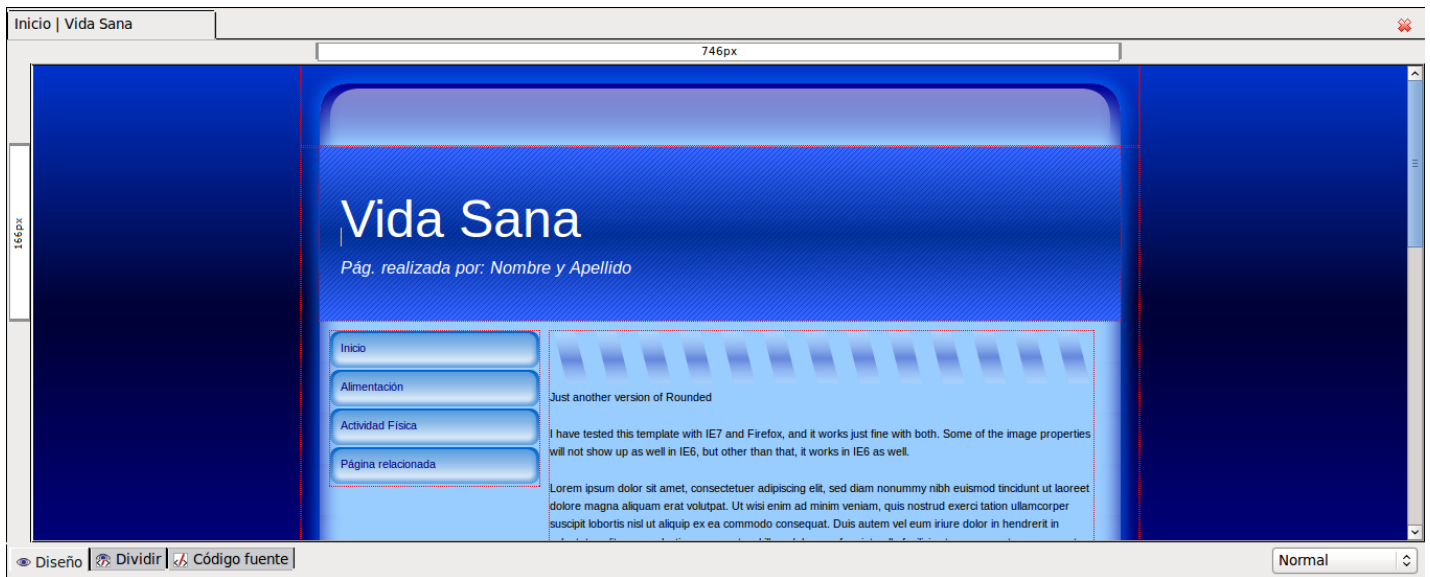 Inicio | Vida Sana
746px
166px
Vida Sana
Pág. realizada por: Nombre y Apellido
Inicio
Alimentación
Actividad Física
Página relacionada
Just another version of Rounded
I have tested this template with IE7 and Firefox, and it works just fine with both. Some of the image properties
will not show up as well in IE6, but other than that, it works in IE6 as well.
Lorem ipsum dolor sit amet, consectetuer adipiscing elit, sed diam nonummy nibh euismod tincidunt ut laoreet
dolore magna aliquam erat volutpat. Ut wisi enim ad minim veniam, quis nostrud exerci tation ullamcorper
suscipit lobortis nisl ut aliquip ex ea commodo consequat. Duis autem vel eum iriure dolor in hendrerit in
Diseño
Dividir
Código fuente
Normal